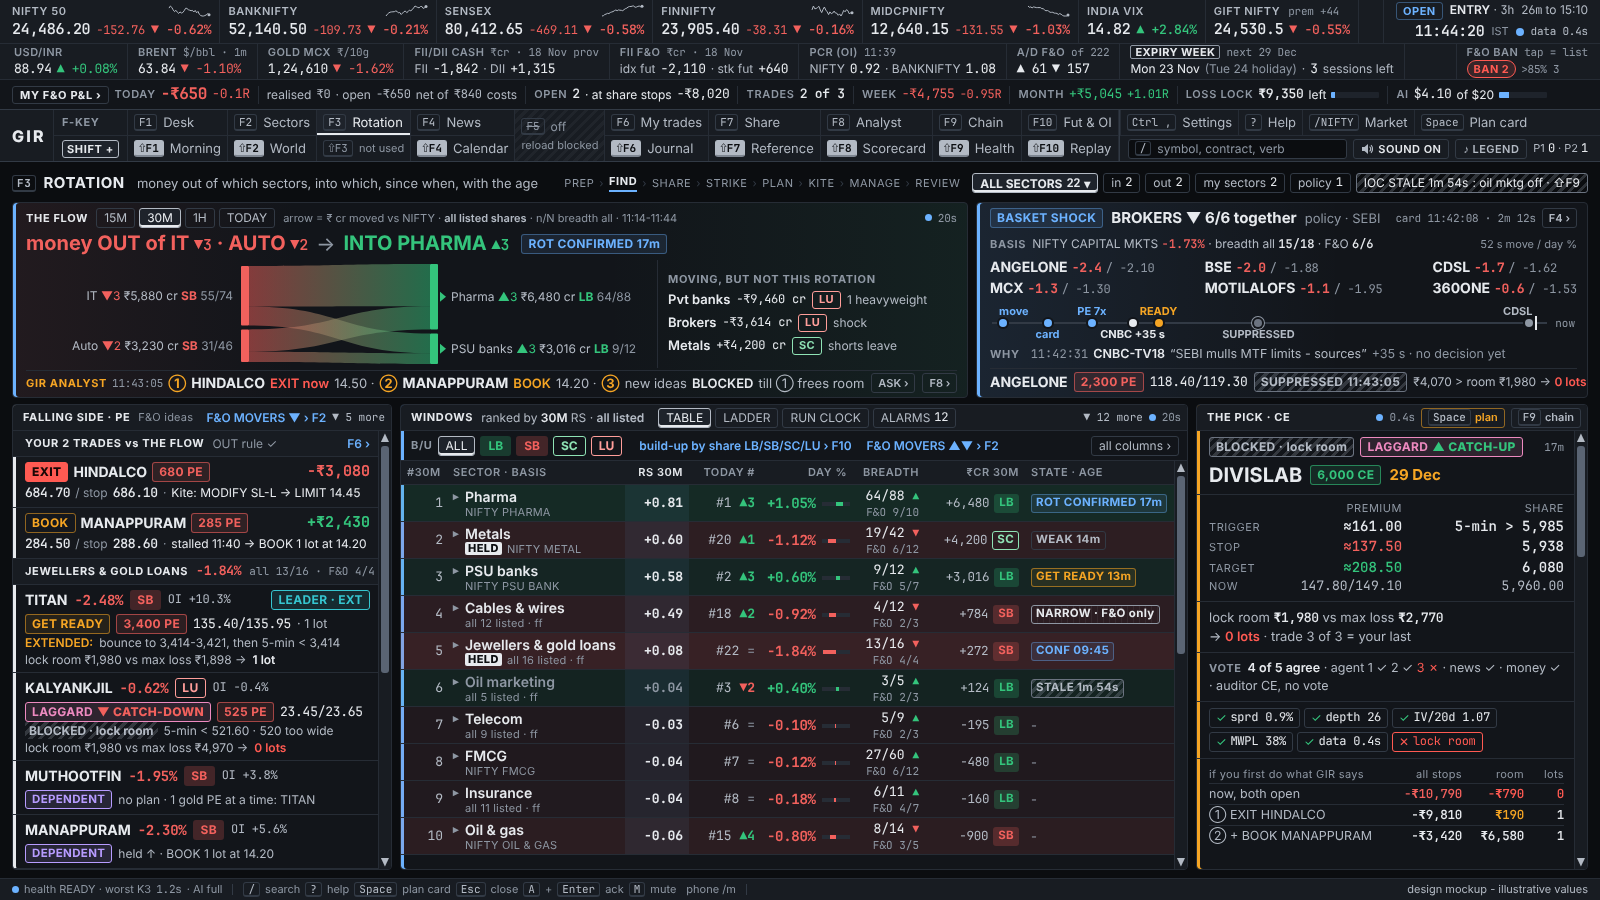 NIFTY 50
24,486.20 -152.76 ▼ -0.62%
BANKNIFTY
52,140.50 -109.73 ▼ -0.21%
SENSEX
80,412.65 -469.11 ▼ -0.58%
FINNIFTY
23,905.40 -38.31 ▼ -0.16%
MIDCPNIFTY
12,640.15 -131.55 ▼ -1.03%
INDIA VIX
14.82 ▲ +2.84%
GIFT NIFTY prem +44
24,530.5 ▼ -0.55%
OPEN ENTRY · 3h 26m to 15:10
11:44:20 IST ● data 0.4s
USD/INR
88.94 ▲ +0.08%
BRENT $/bbl · 1m
63.84 ▼ -1.10%
GOLD MCX ₹/10g
1,24,610 ▼ -1.62%
FII/DII CASH ₹cr · 18 Nov prov
FII -1,842 · DII +1,315
FII F&O ₹cr · 18 Nov
idx fut -2,110 · stk fut +640
PCR (OI) 11:39
NIFTY 0.92 · BANKNIFTY 1.08
A/D F&O of 222
▲ 61 ▼ 157
EXPIRY WEEK next 29 Dec
Mon 23 Nov (Tue 24 holiday) · 3 sessions left
F&O BAN tap = list
BAN 2 >85% 3
MY F&O P&L › TODAY -₹650 -0.1R realised ₹0 · open -₹650 net of ₹840 costs OPEN 2 · at share stops -₹8,020 TRADES 2 of 3 WEEK -₹4,755 -0.95R MONTH +₹5,045 +1.01R LOSS LOCK ₹9,350 left AI $4.10 of $20
GIR
F-KEY F1 Desk F2 Sectors F3 Rotation F4 News F5 off F6 My trades F7 Share F8 Analyst F9 Chain F10 Fut & OI Ctrl , Settings ? Help /NIFTY Market Space Plan card
SHIFT + ⇧F1 Morning ⇧F2 World ⇧F3 not used ⇧F4 Calendar reload blocked ⇧F6 Journal ⇧F7 Reference ⇧F8 Scorecard ⇧F9 Health ⇧F10 Replay / symbol, contract, verb SOUND ON ♪ LEGEND P1 0 · P2 1
F3 ROTATION money out of which sectors, into which, since when, with the age PREP › FIND › SHARE › STRIKE › PLAN › KITE › MANAGE › REVIEW ALL SECTORS 22 ▾ in 2 out 2 my sectors 2 policy 1 IOC STALE 1m 54s : oil mktg off · ⇧F9
THE FLOW 15M 30M 1H TODAY arrow = ₹ cr moved vs NIFTY · all listed shares · n/N breadth all · 11:14-11:44 ● 20s
money OUT of IT ▼3 · AUTO ▼2 → INTO PHARMA ▲3 ROT CONFIRMED 17m
IT ▼3 ₹5,880 cr SB 55/74
Auto ▼2 ₹3,230 cr SB 31/46
Pharma ▲3 ₹6,480 cr LB 64/88
PSU banks ▲3 ₹3,016 cr LB 9/12
MOVING, BUT NOT THIS ROTATION
Pvt banks -₹9,460 cr LU 1 heavyweight
Brokers -₹3,614 cr LU shock
Metals +₹4,200 cr SC shorts leave
GIR ANALYST 11:43:05 1 HINDALCO EXIT now 14.50 · 2 MANAPPURAM BOOK 14.20 · 3 new ideas BLOCKED till 1 frees room ASK › F8 ›
BASKET SHOCK BROKERS ▼ 6/6 together policy · SEBI card 11:42:08 · 2m 12s F4 ›
BASIS NIFTY CAPITAL MKTS -1.73% · breadth all 15/18 · F&O 6/6 52 s move / day %
ANGELONE -2.4 / -2.10 BSE -2.0 / -1.88 CDSL -1.7 / -1.62
MCX -1.3 / -1.30 MOTILALOFS -1.1 / -1.95 360ONE -0.6 / -1.53
move PE 7x READY CDSL
now
card CNBC +35 s SUPPRESSED
WHY 11:42:31 CNBC-TV18 “SEBI mulls MTF limits - sources” +35 s · no decision yet
ANGELONE 2,300 PE 118.40/119.30 SUPPRESSED 11:43:05 ₹4,070 > room ₹1,980 → 0 lots
FALLING SIDE · PE F&O ideas F&O MOVERS ▼ › F2 ▼ 5 more
YOUR 2 TRADES vs THE FLOW OUT rule ✓ F6 ›
EXIT HINDALCO 680 PE -₹3,080
684.70 / stop 686.10 · Kite: MODIFY SL-L → LIMIT 14.45
BOOK MANAPPURAM 285 PE +₹2,430
284.50 / stop 288.60 · stalled 11:40 → BOOK 1 lot at 14.20
JEWELLERS & GOLD LOANS -1.84% all 13/16 · F&O 4/4
TITAN -2.48% SB OI +10.3% LEADER · EXT
GET READY 3,400 PE 135.40/135.95 · 1 lot
EXTENDED: bounce to 3,414-3,421, then 5-min < 3,414
lock room ₹1,980 vs max loss ₹1,898 → 1 lot
KALYANKJIL -0.62% LU OI -0.4%
LAGGARD ▼ CATCH-DOWN 525 PE 23.45/23.65
BLOCKED · lock room 5-min < 521.60 · 520 too wide
lock room ₹1,980 vs max loss ₹4,970 → 0 lots
MUTHOOTFIN -1.95% SB OI +3.8%
DEPENDENT no plan · 1 gold PE at a time: TITAN
MANAPPURAM -2.30% SB OI +5.6%
DEPENDENT held ↑ · BOOK 1 lot at 14.20
WINDOWS ranked by 30M RS · all listed TABLE LADDER RUN CLOCK ALARMS 12 ▼ 12 more ● 20s
B/U ALL LB SB SC LU build-up by share LB/SB/SC/LU › F10 F&O MOVERS ▲▼ › F2 all columns ›
#30M SECTOR · BASIS RS 30M TODAY # DAY % BREADTH ₹CR 30M STATE · AGE
1 ▸ Pharma +0.81 #1 ▲3 +1.05% 64/88 ▲ +6,480 LB ROT CONFIRMED 17m
NIFTY PHARMA F&O 9/10
2 ▸ Metals +0.60 #20 ▲1 -1.12% 19/42 ▼ +4,200 SC WEAK 14m
HELD NIFTY METAL F&O 6/12
3 ▸ PSU banks +0.58 #2 ▲3 +0.60% 9/12 ▲ +3,016 LB GET READY 13m
NIFTY PSU BANK F&O 5/7
4 ▸ Cables & wires +0.49 #18 ▲2 -0.92% 4/12 ▼ +784 SB NARROW · F&O only
all 12 listed · ff F&O 2/3
5 ▸ Jewellers & gold loans +0.08 #22 = -1.84% 13/16 ▼ +272 SB CONF 09:45
HELD all 16 listed · ff F&O 4/4
6 ▸ Oil marketing +0.04 #3 ▼2 +0.40% 3/5 ▲ +124 LB STALE 1m 54s
all 5 listed · ff F&O 2/3
7 ▸ Telecom -0.03 #6 = -0.10% 5/9 ▲ -195 LB -
all 9 listed · ff F&O 2/3
8 ▸ FMCG -0.04 #7 = -0.12% 27/60 ▲ -480 LB -
NIFTY FMCG F&O 6/12
9 ▸ Insurance -0.04 #8 = -0.18% 6/11 ▲ -160 LB -
all 11 listed · ff F&O 4/7
10 ▸ Oil & gas -0.06 #15 ▲4 -0.80% 8/14 ▼ -900 SB -
NIFTY OIL & GAS F&O 3/5
THE PICK · CE ● 0.4s Space plan F9 chain
BLOCKED · lock room LAGGARD ▲ CATCH-UP 17m
DIVISLAB 6,000 CE 29 Dec
PREMIUM SHARE
TRIGGER ≈161.00 5-min > 5,985
STOP ≈137.50 5,938
TARGET ≈208.50 6,080
NOW 147.80/149.10 5,960.00
lock room ₹1,980 vs max loss ₹2,770
→ 0 lots · trade 3 of 3 = your last
VOTE 4 of 5 agree · agent 1 ✓ 2 ✓ 3 × · news ✓ · money ✓
· auditor CE, no vote
✓ sprd 0.9% ✓ depth 26 ✓ IV/20d 1.07
✓ MWPL 38% ✓ data 0.4s × lock room
if you first do what GIR says all stops room lots
now, both open -₹10,790 -₹790 0
1 EXIT HINDALCO -₹9,810 ₹190 1
2 + BOOK MANAPPURAM -₹3,420 ₹6,580 1
● health READY · worst K3 1.2s · AI full / search ? help Space plan card Esc close A + Enter ack M mute phone /m design mockup - illustrative values